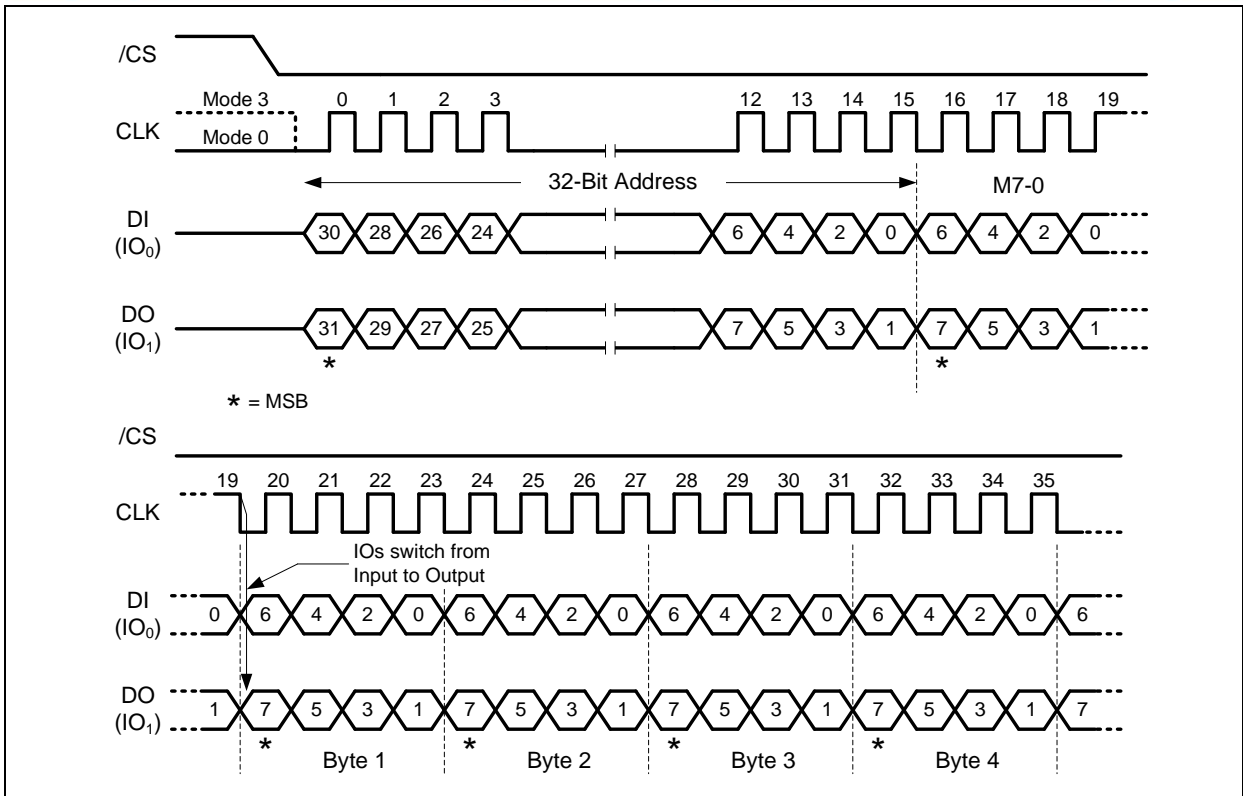 /CS
Mode 3
0 1 2 3 12 13 14 15 16 17 18 19
CLK
Mode 0
32-Bit Address M7-0
DI
(IO₀)
30 28 26 24 6 4 2 0 6 4 2 0
DO
(IO₁)
31 29 27 25 7 5 3 1 7 5 3 1
* *
* = MSB
/CS
19 20 21 22 23 24 25 26 27 28 29 30 31 32 33 34 35
CLK
IOs switch from
Input to Output
DI
(IO₀)
0 6 4 2 0 6 4 2 0 6 4 2 0 6 4 2 0 6
DO
(IO₁)
1 7 5 3 1 7 5 3 1 7 5 3 1 7 5 3 1 7
* * * *
Byte 1 Byte 2 Byte 3 Byte 4